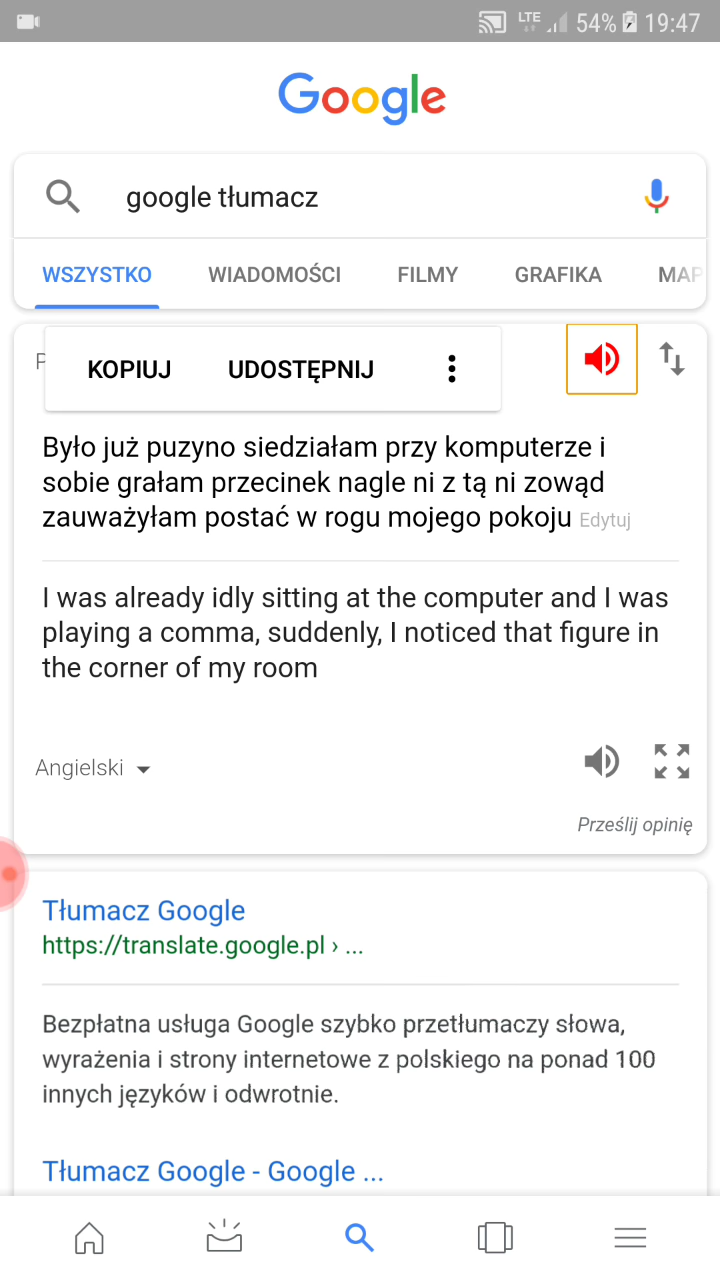 LTE 54% 19:47
Google
google tłumacz
WSZYSTKO WIADOMOŚCI FILMY GRAFIKA MAP
P
KOPIUJ UDOSTĘPNIJ
Było już puzyno siedziałam przy komputerze i
sobie grałam przecinek nagle ni z tą ni zowąd
zauważyłam postać w rogu mojego pokoju Edytuj
I was already idly sitting at the computer and I was
playing a comma, suddenly, I noticed that figure in
the corner of my room
Angielski
Prześlij opinię
Tłumacz Google
https://translate.google.pl › ...
Bezpłatna usługa Google szybko przetłumaczy słowa,
wyrażenia i strony internetowe z polskiego na ponad 100
innych języków i odwrotnie.
Tłumacz Google - Google ...